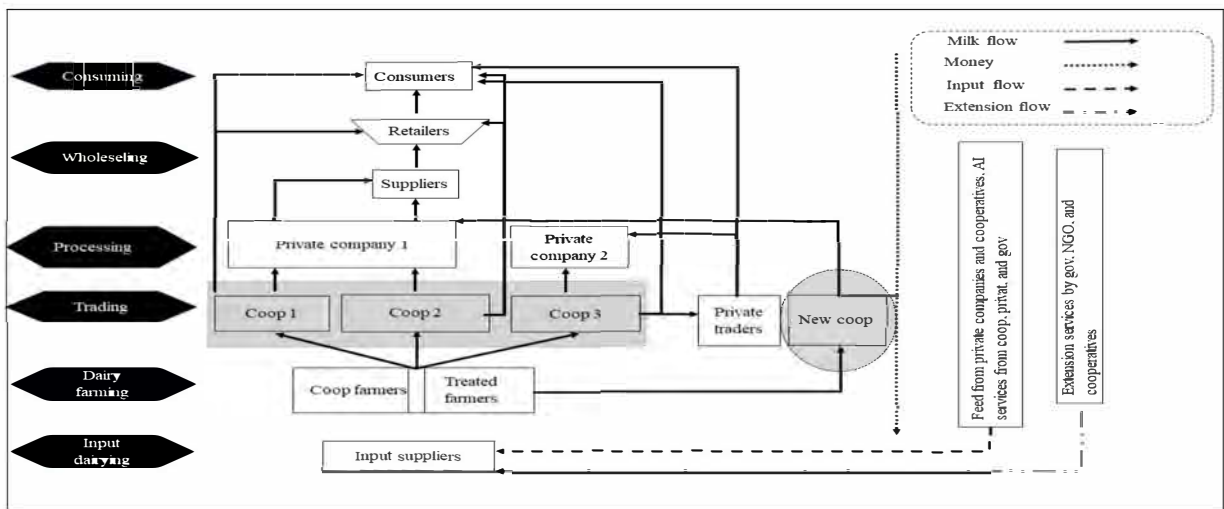 Milk flow
Money
Input flow
Extension flow
Consuming
Consumers
Retailers
Wholeseling
Suppliers
Processing
Private company 1
Private
company 2
Trading
Coop 1
Coop 2
Coop 3
Private
traders
New coop
Dairy
farming
Coop farmers
Treated
farmers
Input
dairying
Input suppliers
Feed from private companies and cooperatives. AI
services from coop, privat, and gov
Extension services by gov. NGO, and
cooperatives